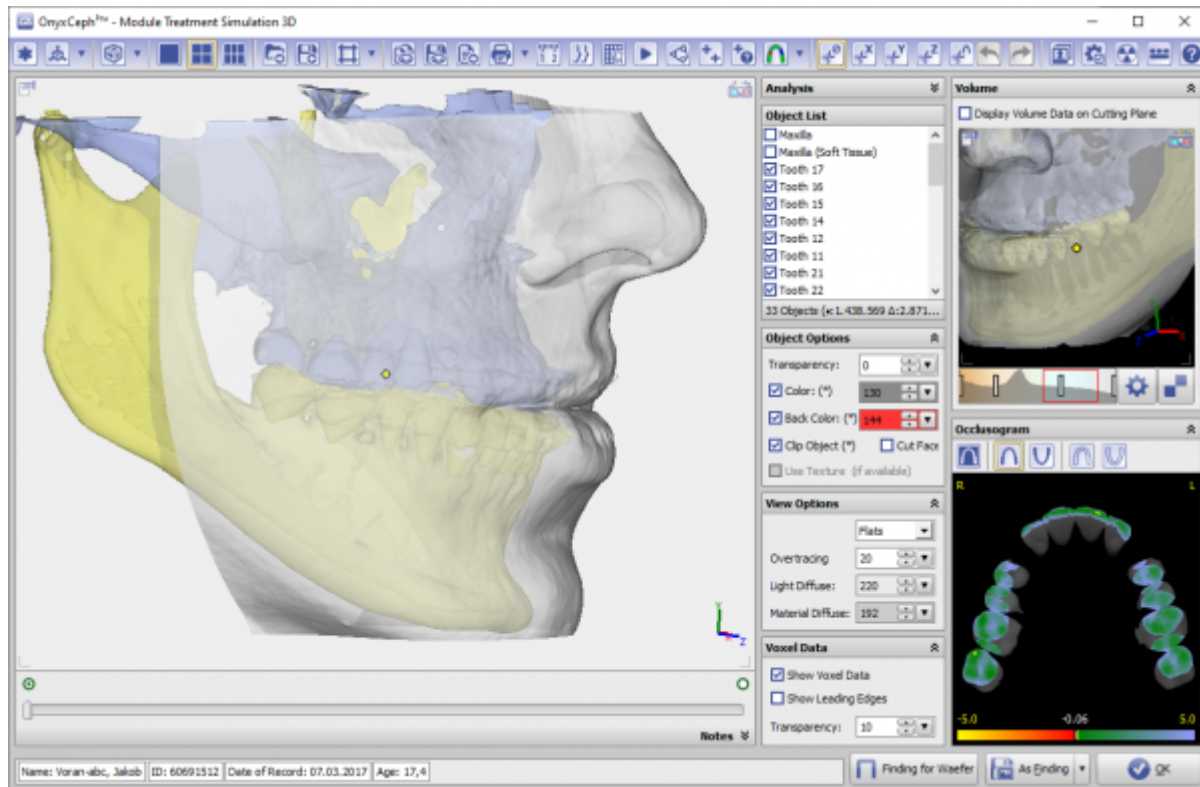 OnyxCeph³™ - Module Treatment Simulation 3D
Analysis
Object List
Maxilla
Maxilla (Soft Tissue)
Tooth 17
Tooth 16
Tooth 15
Tooth 14
Tooth 12
Tooth 11
Tooth 21
Tooth 22
33 Objects («:1.438.569 Δ:2.871...
Object Options
Transparency: 0
Color: (*) 130
Back Color: (*) 144
Clip Object (*) Cut Face
Use Texture (if available)
View Options
Flats
Overtracing 20
Light Diffuse: 220
Material Diffuse: 192
Voxel Data
Show Voxel Data
Show Leading Edges
Transparency: 10
Volume
Display Volume Data on Cutting Plane
Occlusogram
R L
-5.0 -0.06 5.0
Notes
Name: Voran-abc, Jakob ID: 60691512 Date of Record: 07.03.2017 Age: 17,4
Finding for Waefer As Finding OK